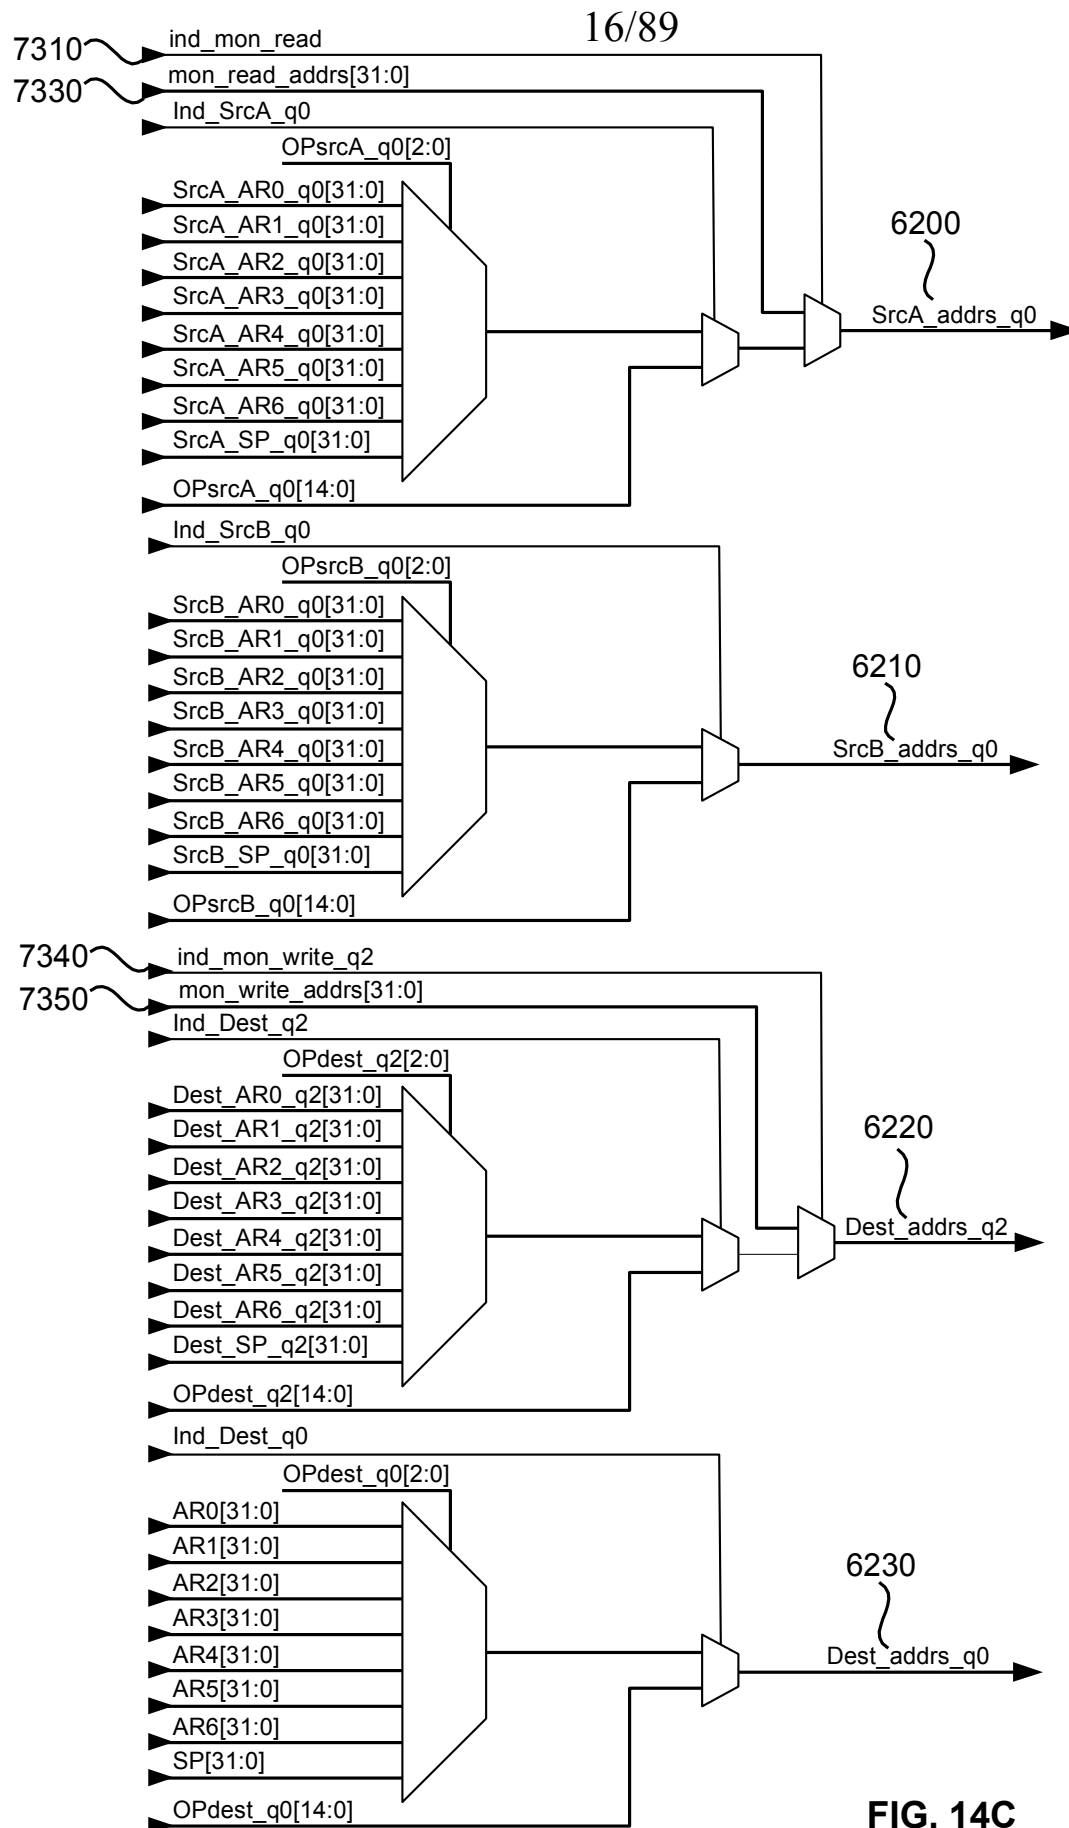 16/89
7310
ind_mon_read
7330
mon_read_addrs[31:0]
Ind_SrcA_q0
OPsrcA_q0[2:0]
SrcA_AR0_q0[31:0]
SrcA_AR1_q0[31:0]
SrcA_AR2_q0[31:0]
SrcA_AR3_q0[31:0]
SrcA_AR4_q0[31:0]
SrcA_AR5_q0[31:0]
SrcA_AR6_q0[31:0]
SrcA_SP_q0[31:0]
OPsrcA_q0[14:0]
6200
SrcA_addrs_q0
Ind_SrcB_q0
OPsrcB_q0[2:0]
SrcB_AR0_q0[31:0]
SrcB_AR1_q0[31:0]
SrcB_AR2_q0[31:0]
SrcB_AR3_q0[31:0]
SrcB_AR4_q0[31:0]
SrcB_AR5_q0[31:0]
SrcB_AR6_q0[31:0]
SrcB_SP_q0[31:0]
OPsrcB_q0[14:0]
6210
SrcB_addrs_q0
7340
ind_mon_write_q2
7350
mon_write_addrs[31:0]
Ind_Dest_q2
OPdest_q2[2:0]
Dest_AR0_q2[31:0]
Dest_AR1_q2[31:0]
Dest_AR2_q2[31:0]
Dest_AR3_q2[31:0]
Dest_AR4_q2[31:0]
Dest_AR5_q2[31:0]
Dest_AR6_q2[31:0]
Dest_SP_q2[31:0]
OPdest_q2[14:0]
6220
Dest_addrs_q2
Ind_Dest_q0
OPdest_q0[2:0]
AR0[31:0]
AR1[31:0]
AR2[31:0]
AR3[31:0]
AR4[31:0]
AR5[31:0]
AR6[31:0]
SP[31:0]
OPdest_q0[14:0]
6230
Dest_addrs_q0
FIG. 14C